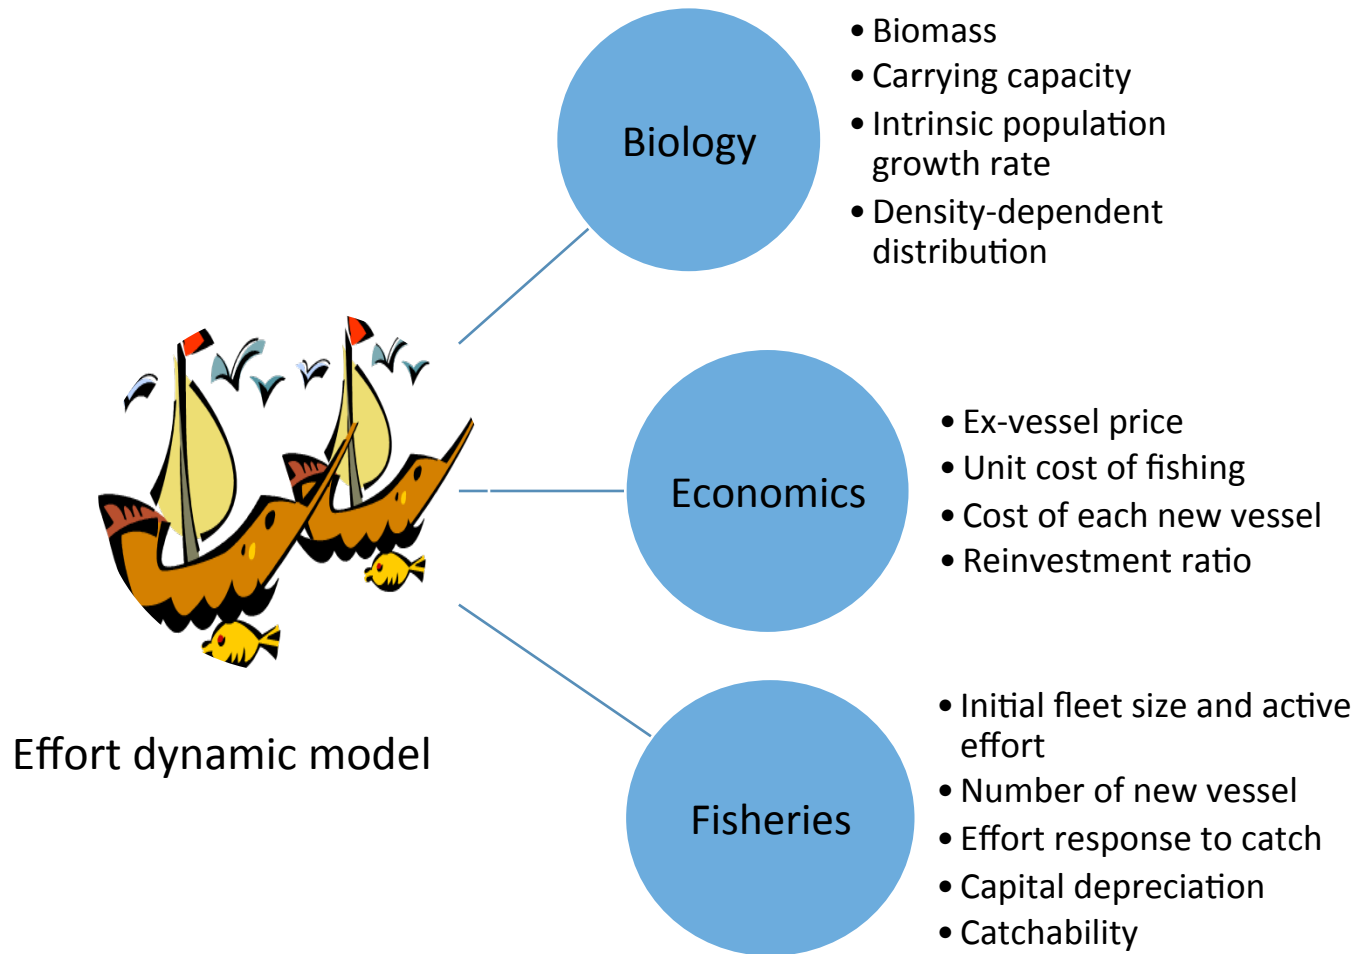 Biology
• Biomass
• Carrying capacity
• Intrinsic population
growth rate
• Density-dependent
distribution
Effort dynamic model
Economics
• Ex-vessel price
• Unit cost of fishing
• Cost of each new vessel
• Reinvestment ratio
Fisheries
• Initial fleet size and active
effort
• Number of new vessel
• Effort response to catch
• Capital depreciation
• Catchability